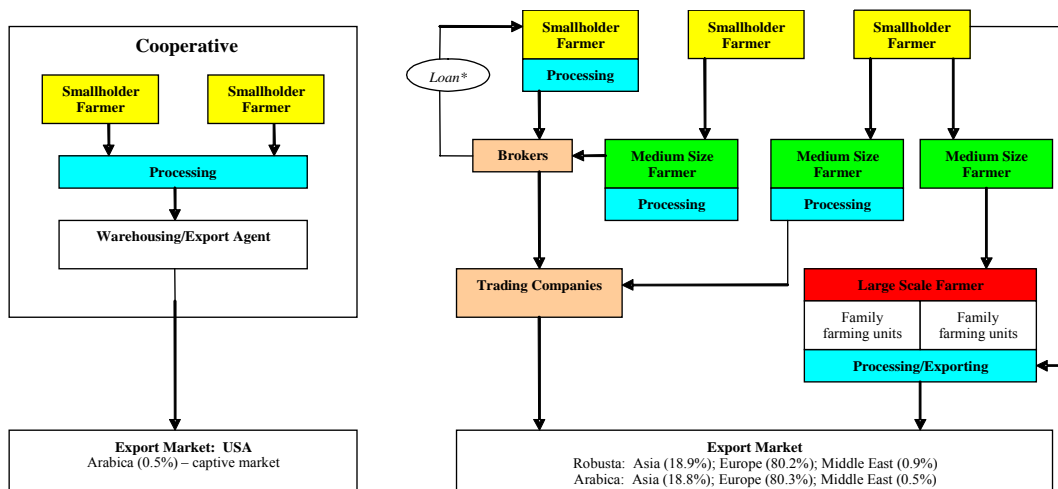 Cooperative
Smallholder
Farmer
Smallholder
Farmer
Processing
Warehousing/Export Agent
Export Market:  USA
Arabica (0.5%) – captive market
Loan*
Smallholder
Farmer
Processing
Smallholder
Farmer
Smallholder
Farmer
Brokers
Medium Size
Farmer
Processing
Medium Size
Farmer
Processing
Medium Size
Farmer
Trading Companies
Large Scale Farmer
Family
farming units
Family
farming units
Processing/Exporting
Export Market
Robusta:  Asia (18.9%); Europe (80.2%); Middle East (0.9%)
Arabica:  Asia (18.8%); Europe (80.3%); Middle East (0.5%)